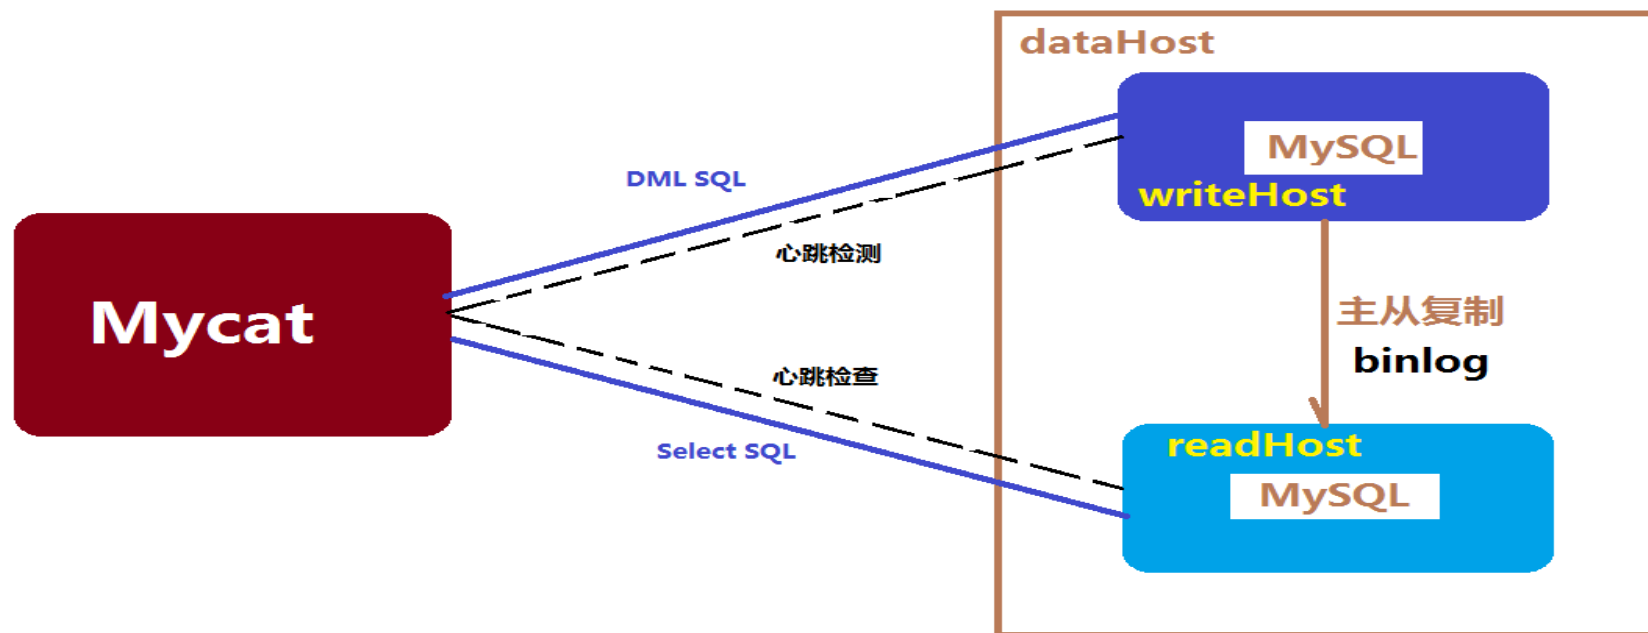 dataHost
MySQL
writeHost
DML SQL
心跳检测
Mycat
主从复制
binlog
心跳检查
Select SQL
readHost
MySQL